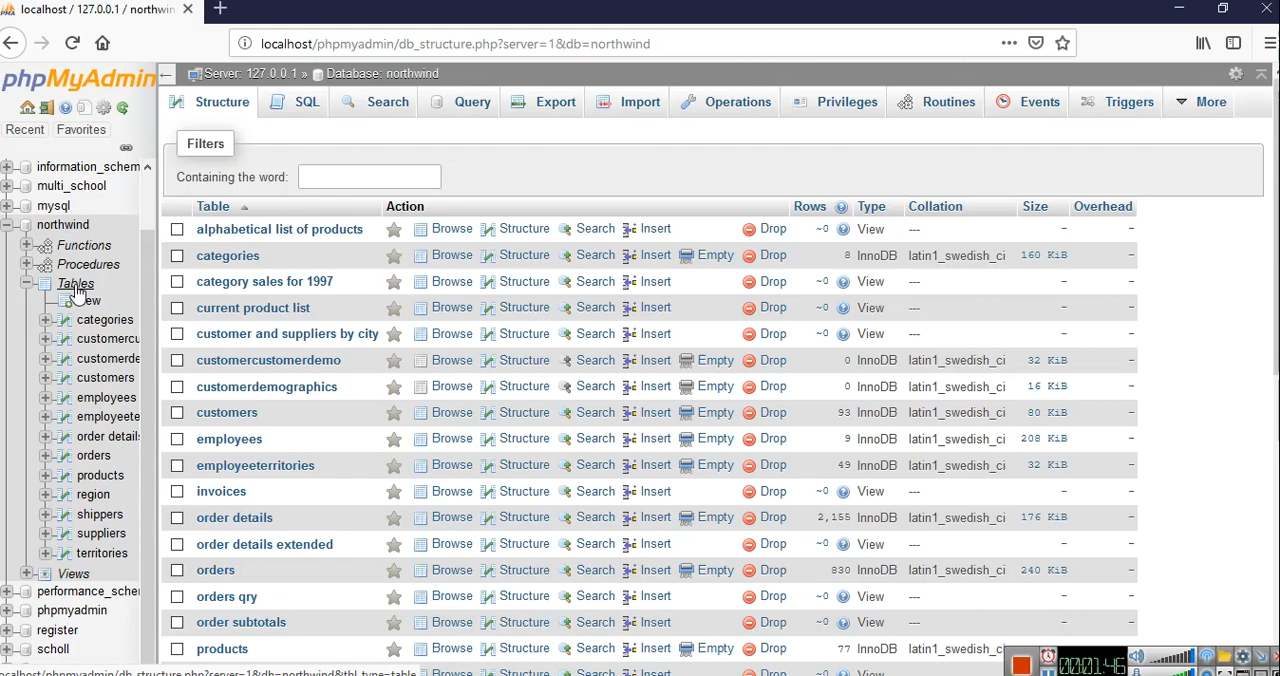 localhost / 127.0.0.1 / northwin
localhost/phpmyadmin/db_structure.php?server=1&db=northwind
phpMyAdmin
Server: 127.0.0.1 » Database: northwind
Structure SQL Search Query Export Import Operations Privileges Routines Events Triggers More
Recent Favorites
information_schem
multi_school
mysql
northwind
Functions
Procedures
Tables
categories
customercu
customerde
customers
employees
employeete
order detail
orders
products
region
shippers
suppliers
territories
Views
performance_scher
phpmyadmin
register
scholl
Filters
Containing the word:
Table Action Rows Type Collation Size Overhead
alphabetical list of products Browse Structure Search Insert Drop ~0 View --- – –
categories Browse Structure Search Insert Empty Drop 8 InnoDB latin1_swedish_ci 160 KiB –
category sales for 1997 Browse Structure Search Insert Drop ~0 View --- – –
current product list Browse Structure Search Insert Drop ~0 View --- – –
customer and suppliers by city Browse Structure Search Insert Drop ~0 View --- – –
customercustomerdemo Browse Structure Search Insert Empty Drop 0 InnoDB latin1_swedish_ci 32 KiB –
customerdemographics Browse Structure Search Insert Empty Drop 0 InnoDB latin1_swedish_ci 16 KiB –
customers Browse Structure Search Insert Empty Drop 93 InnoDB latin1_swedish_ci 80 KiB –
employees Browse Structure Search Insert Empty Drop 9 InnoDB latin1_swedish_ci 208 KiB –
employeeterritories Browse Structure Search Insert Empty Drop 49 InnoDB latin1_swedish_ci 32 KiB –
invoices Browse Structure Search Insert Drop ~0 View --- – –
order details Browse Structure Search Insert Empty Drop 2,155 InnoDB latin1_swedish_ci 176 KiB –
order details extended Browse Structure Search Insert Drop ~0 View --- – –
orders Browse Structure Search Insert Empty Drop 830 InnoDB latin1_swedish_ci 240 KiB –
orders qry Browse Structure Search Insert Drop ~0 View --- – –
order subtotals Browse Structure Search Insert Drop ~0 View --- – –
products Browse Structure Search Insert Empty Drop 77 InnoDB
00:01:46